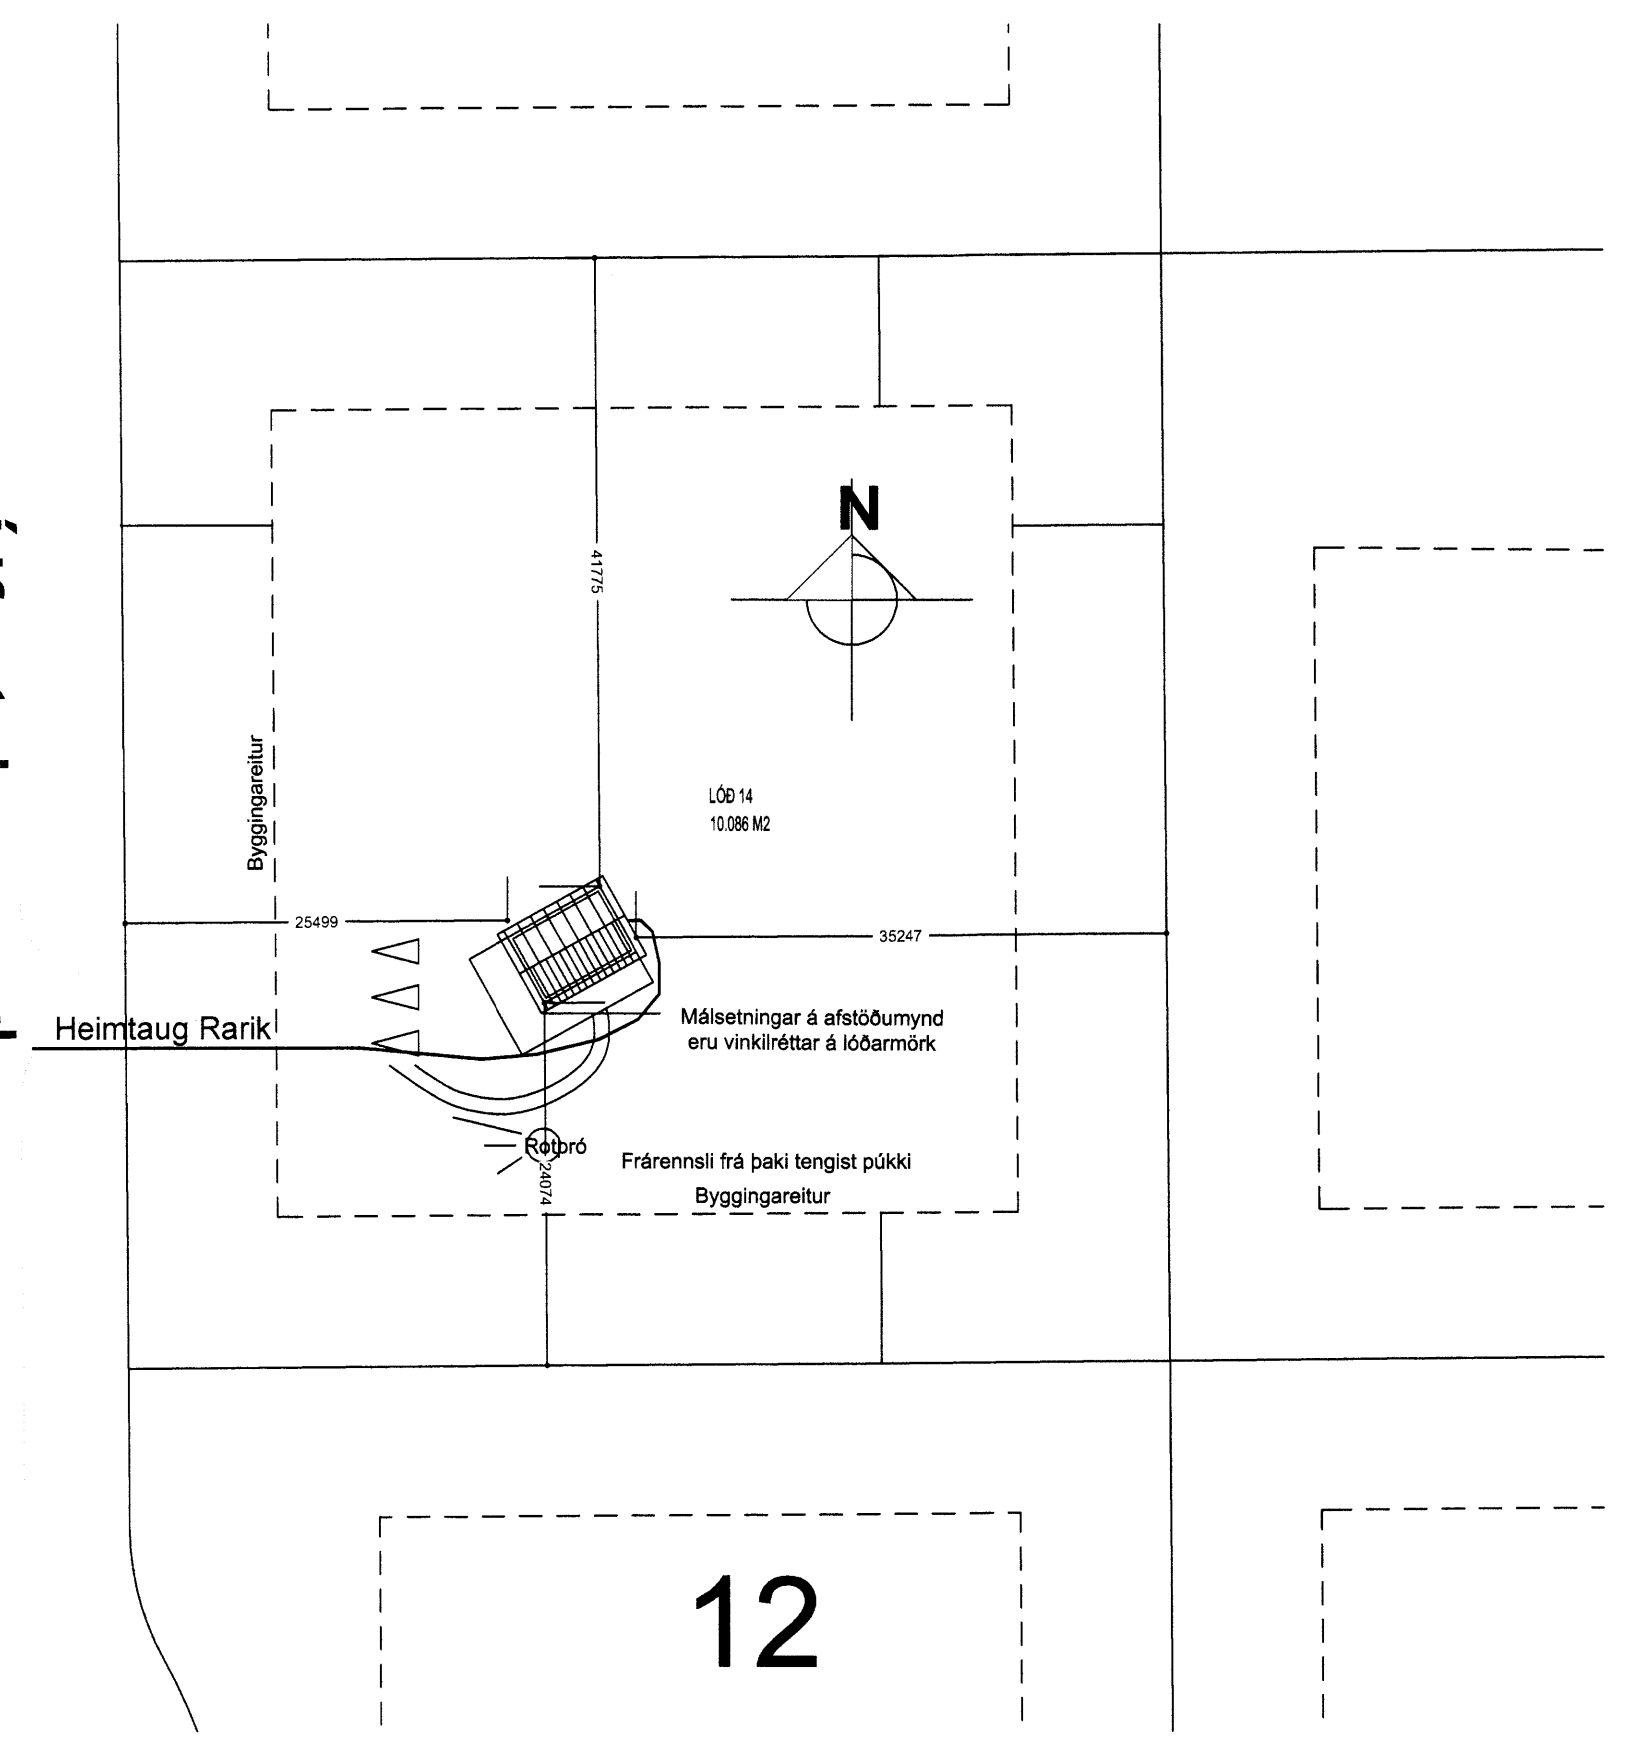 N
41775
Byggingareitur
LÓÐ 14
10.086 M2
25499
35247
Heimtaug Rarik
Málsetningar á afstöðumynd
eru vinkilréttar á lóðarmörk
Rotþró
24074
Frárennsli frá þaki tengist púkki
Byggingareitur
12